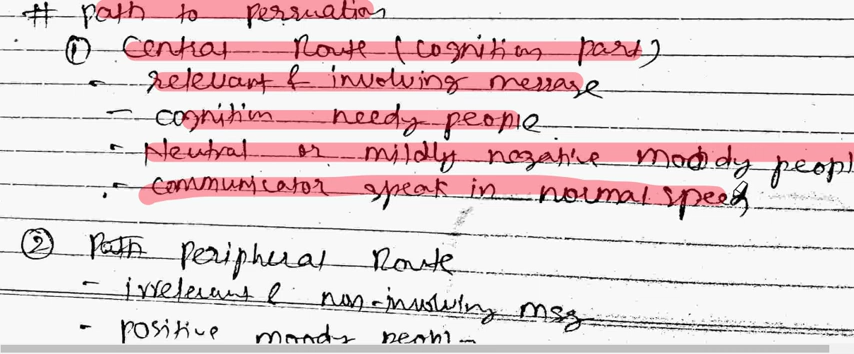 # path to persuation
① Central Route (cognition part)
- relevant & involving message
- cognition needy people
- Neutral or mildly negative moody peopl
- communicator speak in normal speed
② Path Peripheral Route
- irrelevant & non-involving msg
- positive moody peopl